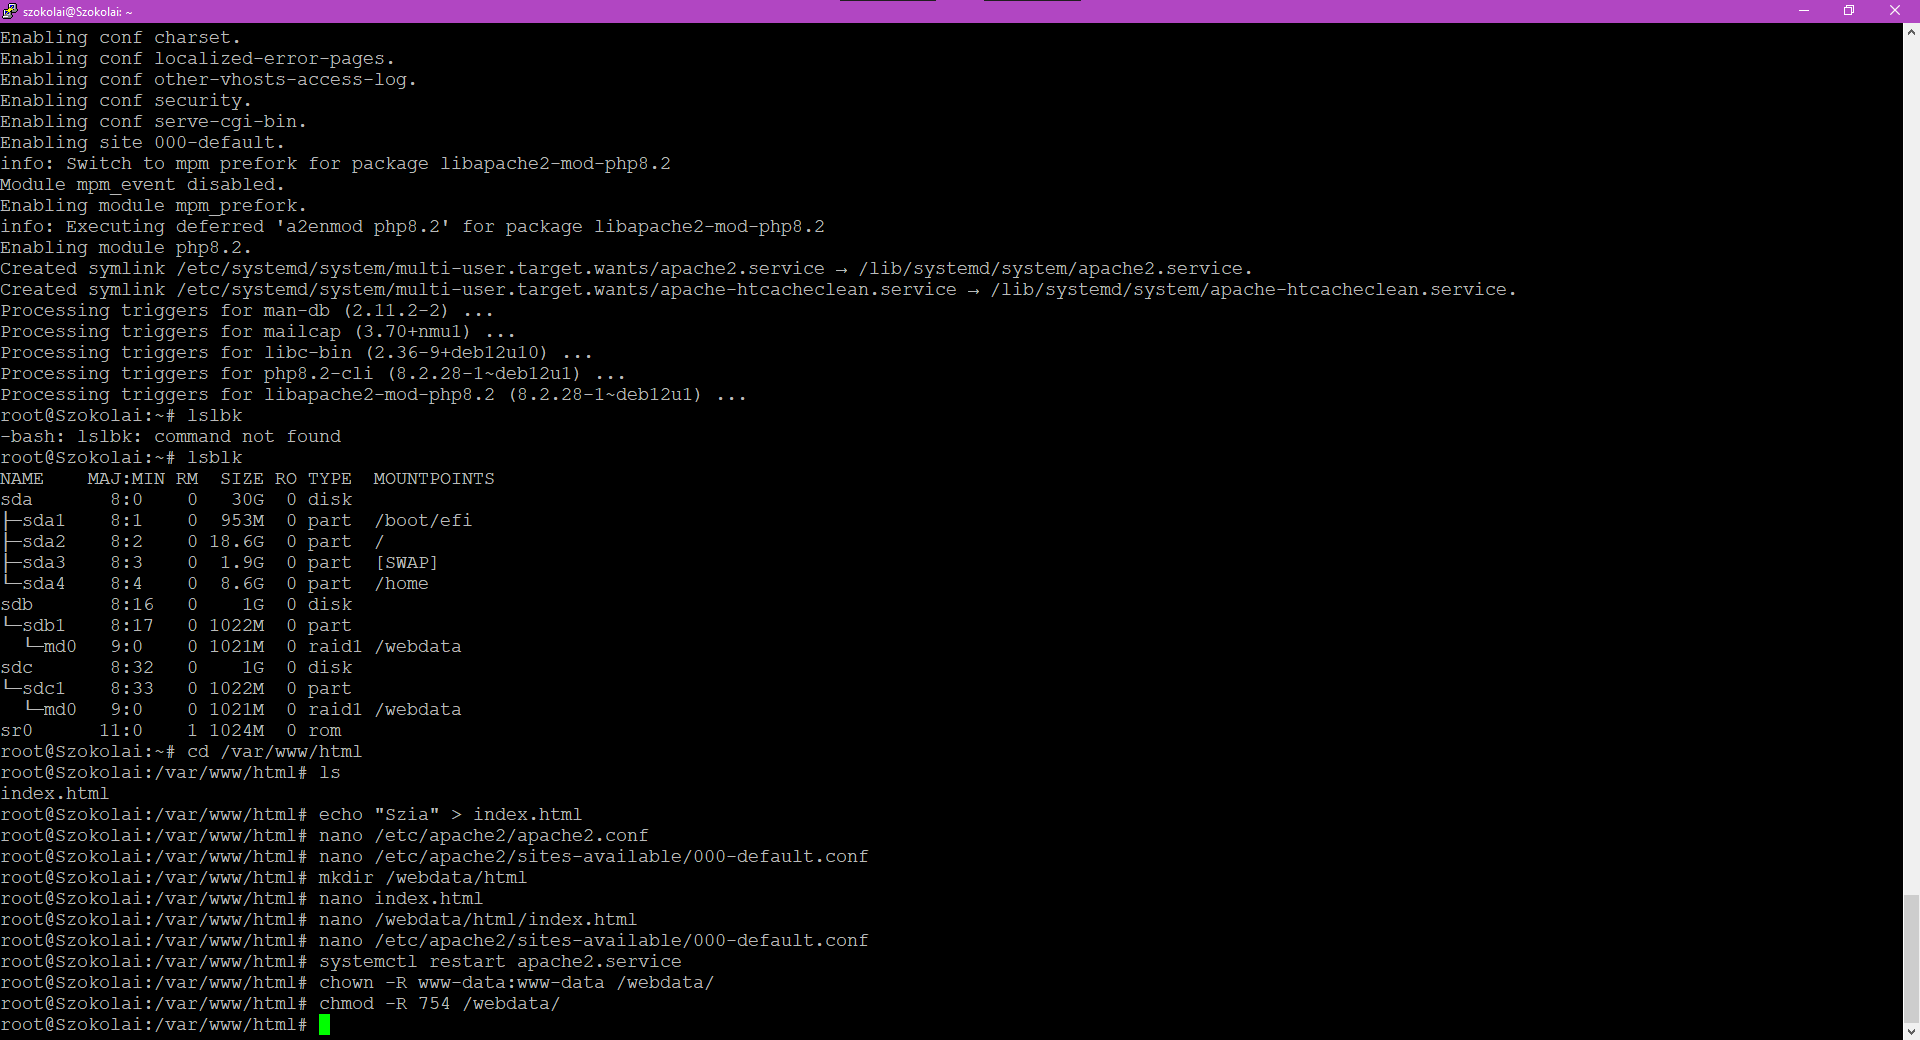 szokolai@Szokolai: ~
Enabling conf charset.
Enabling conf localized-error-pages.
Enabling conf other-vhosts-access-log.
Enabling conf security.
Enabling conf serve-cgi-bin.
Enabling site 000-default.
info: Switch to mpm prefork for package libapache2-mod-php8.2
Module mpm_event disabled.
Enabling module mpm_prefork.
info: Executing deferred 'a2enmod php8.2' for package libapache2-mod-php8.2
Enabling module php8.2.
Created symlink /etc/systemd/system/multi-user.target.wants/apache2.service → /lib/systemd/system/apache2.service.
Created symlink /etc/systemd/system/multi-user.target.wants/apache-htcacheclean.service → /lib/systemd/system/apache-htcacheclean.service.
Processing triggers for man-db (2.11.2-2) ...
Processing triggers for mailcap (3.70+nmu1) ...
Processing triggers for libc-bin (2.36-9+deb12u10) ...
Processing triggers for php8.2-cli (8.2.28-1~deb12u1) ...
Processing triggers for libapache2-mod-php8.2 (8.2.28-1~deb12u1) ...
root@Szokolai:~# lslbk
-bash: lslbk: command not found
root@Szokolai:~# lsblk
NAME    MAJ:MIN RM  SIZE RO TYPE  MOUNTPOINTS
sda       8:0    0   30G  0 disk
├─sda1    8:1    0  953M  0 part  /boot/efi
├─sda2    8:2    0 18.6G  0 part  /
├─sda3    8:3    0  1.9G  0 part  [SWAP]
└─sda4    8:4    0  8.6G  0 part  /home
sdb       8:16   0    1G  0 disk
└─sdb1    8:17   0 1022M  0 part
  └─md0   9:0    0 1021M  0 raid1 /webdata
sdc       8:32   0    1G  0 disk
└─sdc1    8:33   0 1022M  0 part
  └─md0   9:0    0 1021M  0 raid1 /webdata
sr0      11:0    1 1024M  0 rom
root@Szokolai:~# cd /var/www/html
root@Szokolai:/var/www/html# ls
index.html
root@Szokolai:/var/www/html# echo "Szia" > index.html
root@Szokolai:/var/www/html# nano /etc/apache2/apache2.conf
root@Szokolai:/var/www/html# nano /etc/apache2/sites-available/000-default.conf
root@Szokolai:/var/www/html# mkdir /webdata/html
root@Szokolai:/var/www/html# nano index.html
root@Szokolai:/var/www/html# nano /webdata/html/index.html
root@Szokolai:/var/www/html# nano /etc/apache2/sites-available/000-default.conf
root@Szokolai:/var/www/html# systemctl restart apache2.service
root@Szokolai:/var/www/html# chown -R www-data:www-data /webdata/
root@Szokolai:/var/www/html# chmod -R 754 /webdata/
root@Szokolai:/var/www/html#